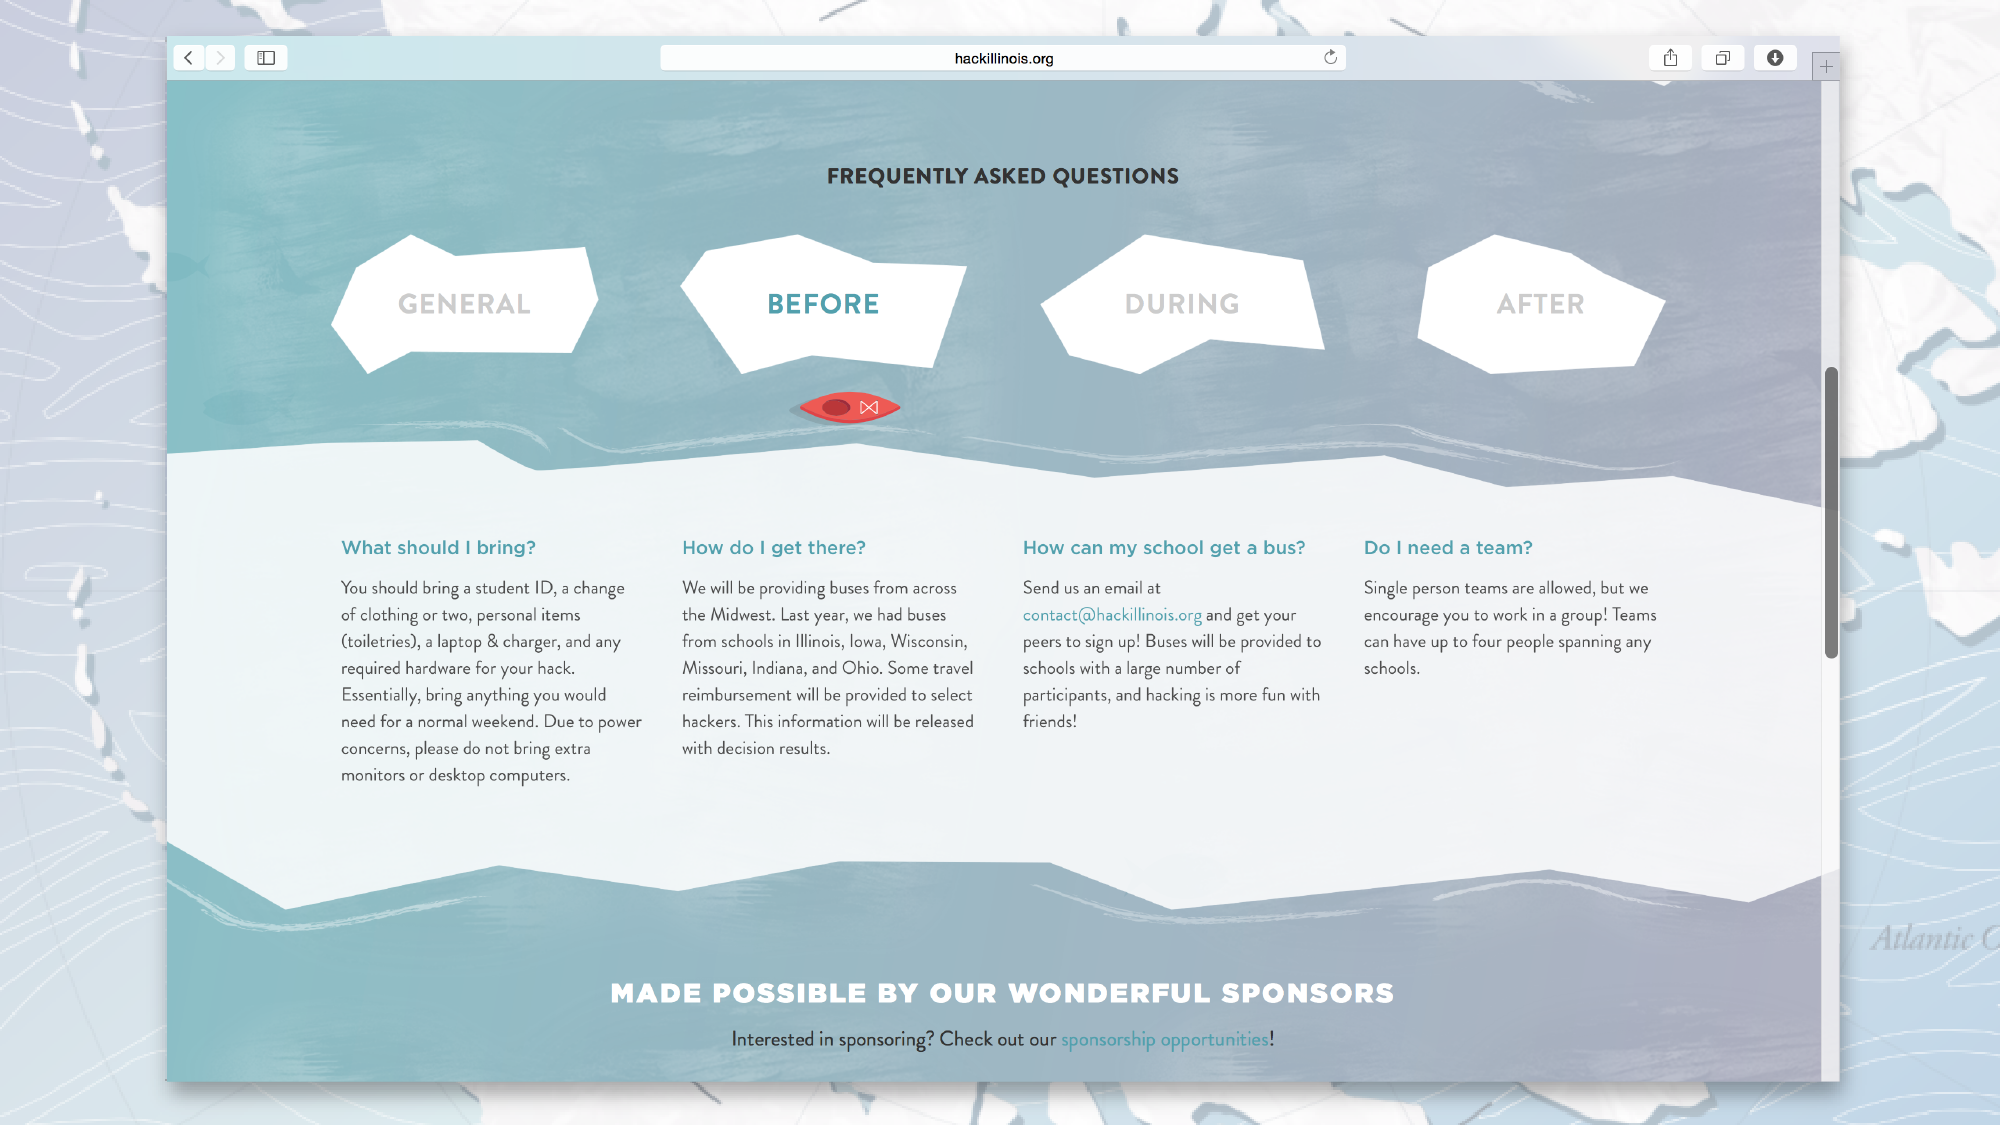 hackillinois.org
FREQUENTLY ASKED QUESTIONS
GENERAL
BEFORE
DURING
AFTER
What should I bring?
You should bring a student ID, a change
of clothing or two, personal items
(toiletries), a laptop & charger, and any
required hardware for your hack.
Essentially, bring anything you would
need for a normal weekend. Due to power
concerns, please do not bring extra
monitors or desktop computers.
How do I get there?
We will be providing buses from across
the Midwest. Last year, we had buses
from schools in Illinois, Iowa, Wisconsin,
Missouri, Indiana, and Ohio. Some travel
reimbursement will be provided to select
hackers. This information will be released
with decision results.
How can my school get a bus?
Send us an email at
contact@hackillinois.org and get your
peers to sign up! Buses will be provided to
schools with a large number of
participants, and hacking is more fun with
friends!
Do I need a team?
Single person teams are allowed, but we
encourage you to work in a group! Teams
can have up to four people spanning any
schools.
MADE POSSIBLE BY OUR WONDERFUL SPONSORS
Interested in sponsoring? Check out our sponsorship opportunities!
Atlantic